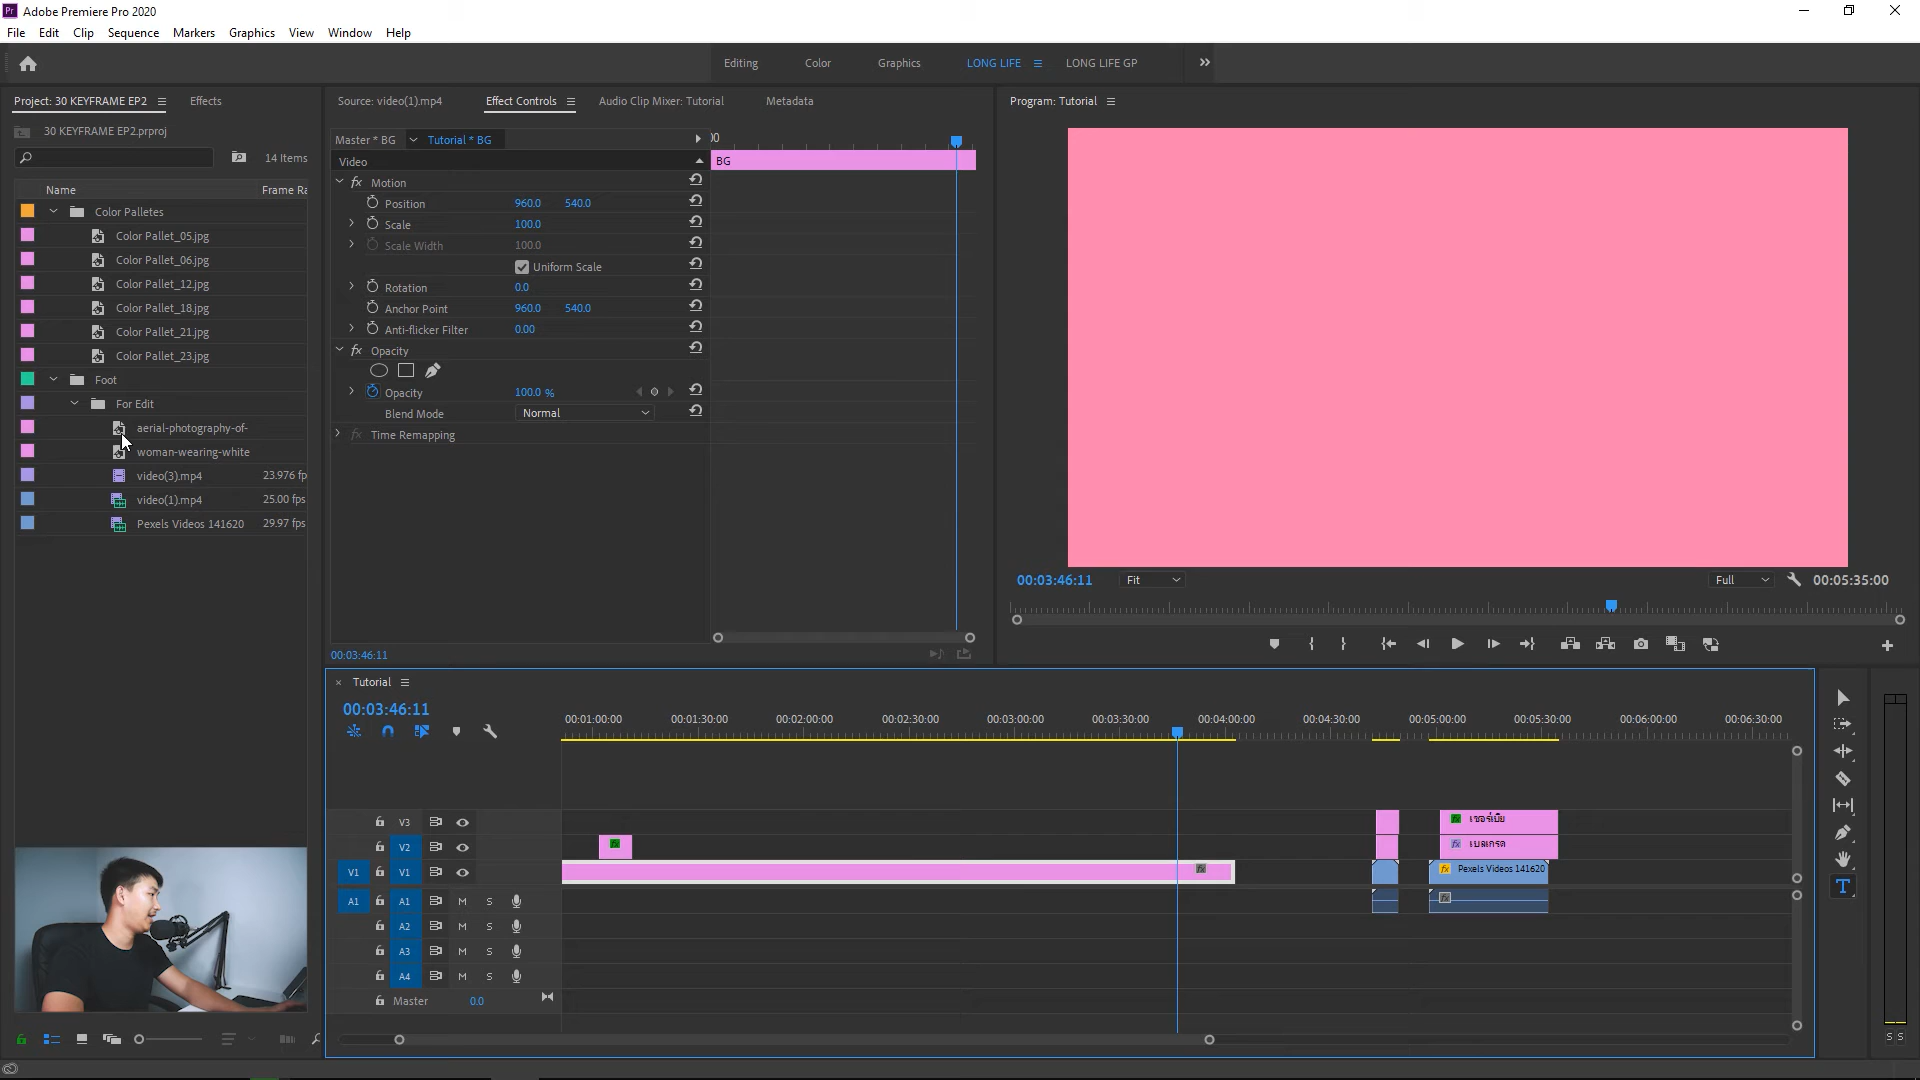 Adobe Premiere Pro 2020
File Edit Clip Sequence Markers Graphics View Window Help
Editing Color Graphics LONG LIFE LONG LIFE GP
Project: 30 KEYFRAME EP2 Effects
30 KEYFRAME EP2.prproj
14 Items
Name Frame Ra
Color Palletes
Color Pallet_05.jpg
Color Pallet_06.jpg
Color Pallet_12.jpg
Color Pallet_18.jpg
Color Pallet_21.jpg
Color Pallet_23.jpg
Foot
For Edit
aerial-photography-of-
woman-wearing-white
video(3).mp4 23.976 fp
video(1).mp4 25.00 fps
Pexels Videos 141620 29.97 fps
Source: video(1).mp4 Effect Controls Audio Clip Mixer: Tutorial Metadata
Master * BG Tutorial * BG
Video BG
fx Motion
Position 960.0 540.0
Scale 100.0
Scale Width 100.0
Uniform Scale
Rotation 0.0
Anchor Point 960.0 540.0
Anti-flicker Filter 0.00
fx Opacity
Opacity 100.0 %
Blend Mode Normal
fx Time Remapping
00:03:46:11
Program: Tutorial
00:03:46:11 Fit Full 00:05:35:00
Tutorial
00:03:46:11
00:01:00:00 00:01:30:00 00:02:00:00 00:02:30:00 00:03:00:00 00:03:30:00 00:04:00:00 00:04:30:00 00:05:00:00 00:05:30:00 00:06:00:00 00:06:30:00
V3 fx เซอร์เบีย
V2 fx fx เบลเกรด
V1 V1 fx fx Pexels Videos 141620
A1 A1 M S fx
A2 M S
A3 M S
A4 M S
Master 0.0
S S